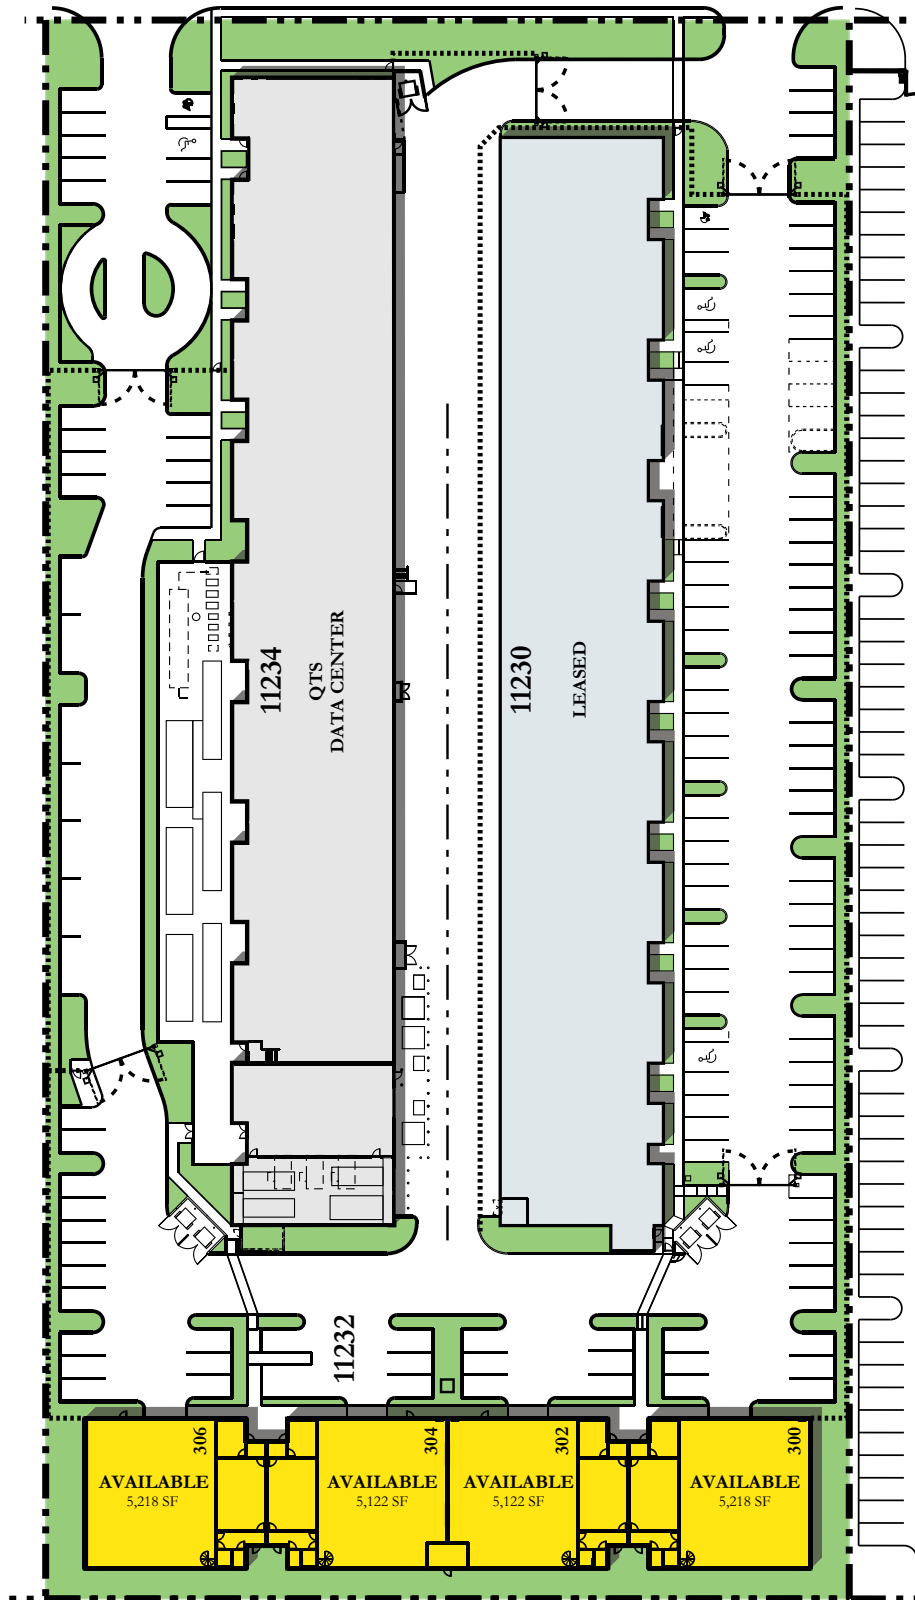 11234
QTS
DATA CENTER
11230
LEASED
11232
306
AVAILABLE
5,218 SF
304
AVAILABLE
5,122 SF
302
AVAILABLE
5,122 SF
300
AVAILABLE
5,218 SF